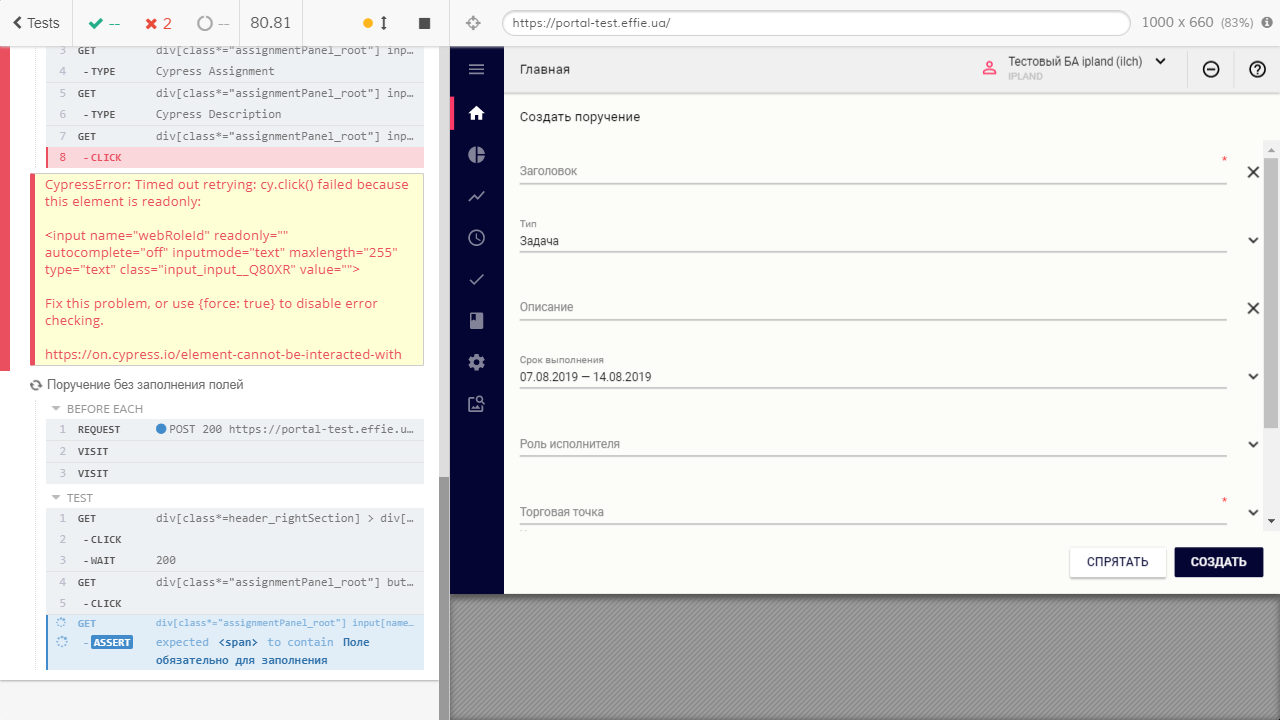 Tests
--
2
--
80.81
https://portal-test.effie.ua/
1000 x 660 (83%)
3 GET div[class*="assignmentPanel_root"] inp…
4 - TYPE Cypress Assignment
5 GET div[class*="assignmentPanel_root"] inp…
6 - TYPE Cypress Description
7 GET div[class*="assignmentPanel_root"] inp…
8 - CLICK
CypressError: Timed out retrying: cy.click() failed because
this element is readonly:
<input name="webRoleId" readonly=""
autocomplete="off" inputmode="text" maxlength="255"
type="text" class="input_input__Q80XR" value="">
Fix this problem, or use {force: true} to disable error
checking.
https://on.cypress.io/element-cannot-be-interacted-with
Поручение без заполнения полей
BEFORE EACH
1 REQUEST POST 200 https://portal-test.effie.u…
2 VISIT
3 VISIT
TEST
1 GET div[class*=header_rightSection] > div[…
2 - CLICK
3 - WAIT 200
4 GET div[class*="assignmentPanel_root"] but…
5 - CLICK
GET div[class*="assignmentPanel_root"] input[name…
- ASSERT expected <span> to contain Поле
обязательно для заполнения
Главная
Тестовый БА ipland (ilch)
IPLAND
Создать поручение
Заголовок *
Тип
Задача
Описание
Срок выполнения
07.08.2019 — 14.08.2019
Роль исполнителя
Торговая точка *
СПРЯТАТЬ
СОЗДАТЬ